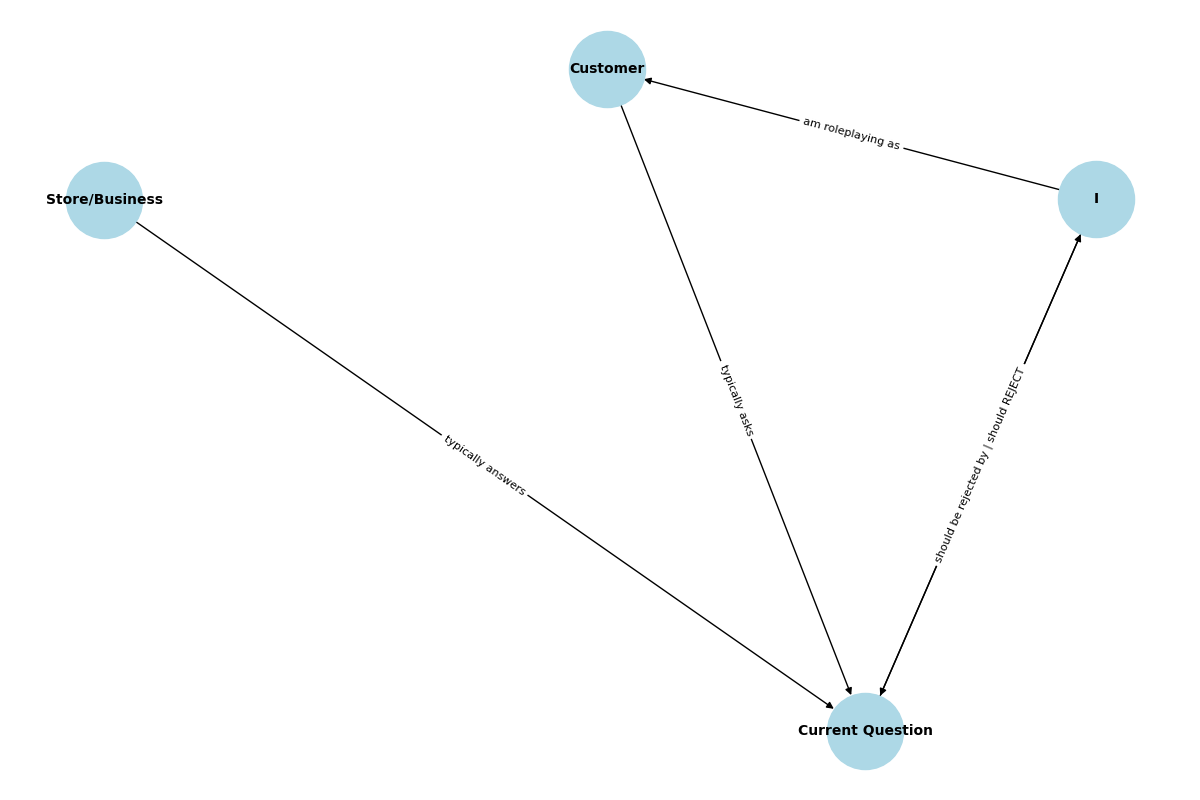 Customer
am roleplaying as
Store/Business
I
typically asks
should be rejected by | should REJECT
typically answers
Current Question